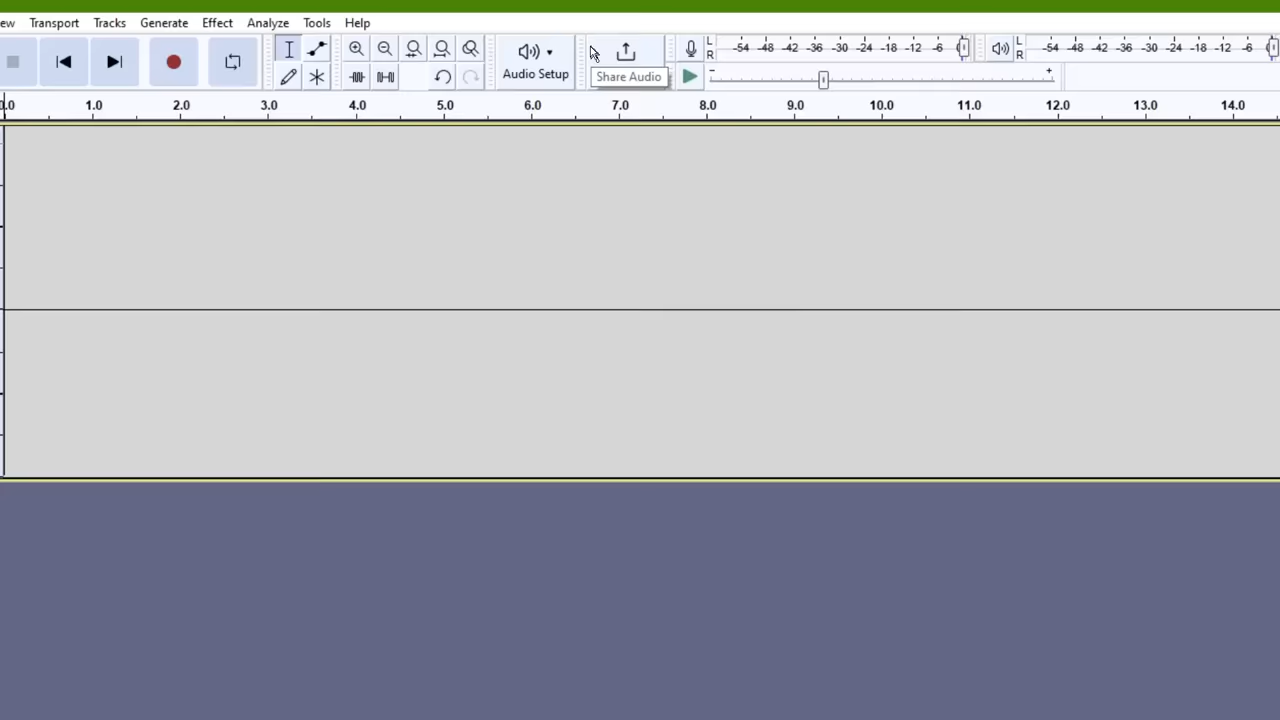 ew Transport Tracks Generate Effect Analyze Tools Help
L R -54 -48 -42 -36 -30 -24 -18 -12 -6
L R -54 -48 -42 -36 -30 -24 -18 -12 -6
Audio Setup
Share Audio
- +
0.0 1.0 2.0 3.0 4.0 5.0 6.0 7.0 8.0 9.0 10.0 11.0 12.0 13.0 14.0